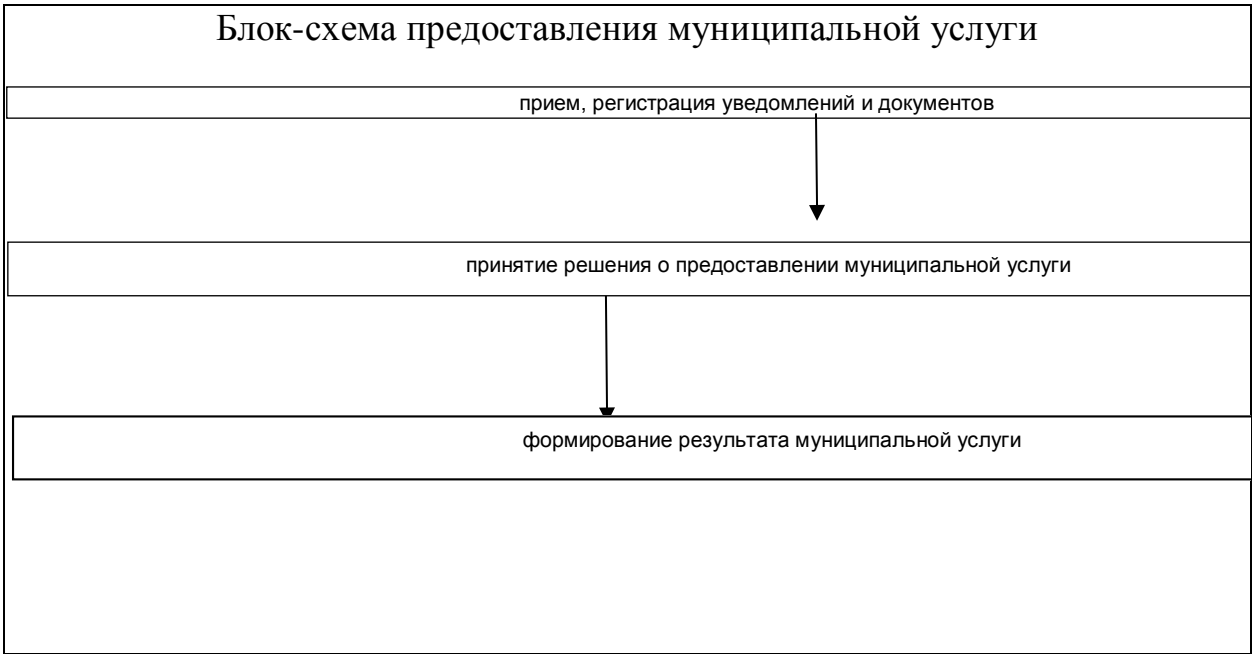 Блок-схема предоставления муниципальной услуги
прием, регистрация уведомлений и документов
принятие решения о предоставлении муниципальной услуги
формирование результата муниципальной услуги